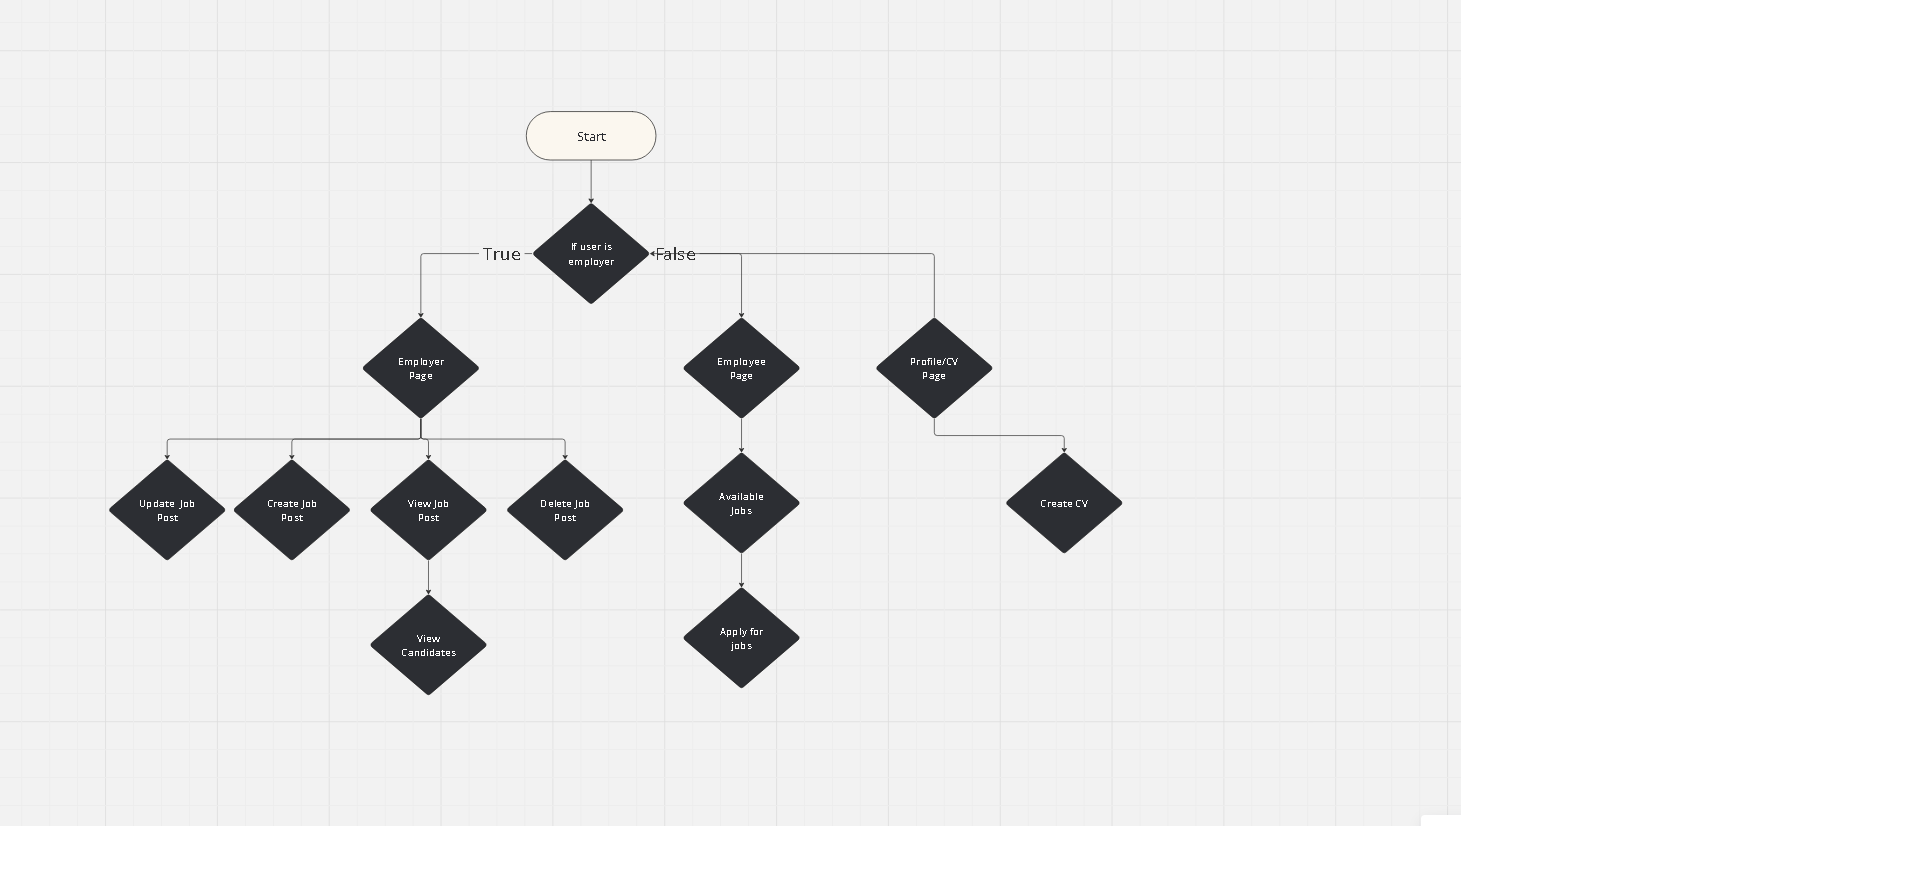 Start
If user is
employer
True
False
Employer
Page
Employee
Page
Profile/CV
Page
Update Job
Post
Create Job
Post
View Job
Post
Delete Job
Post
Available
Jobs
Create CV
View
Candidates
Apply for
jobs